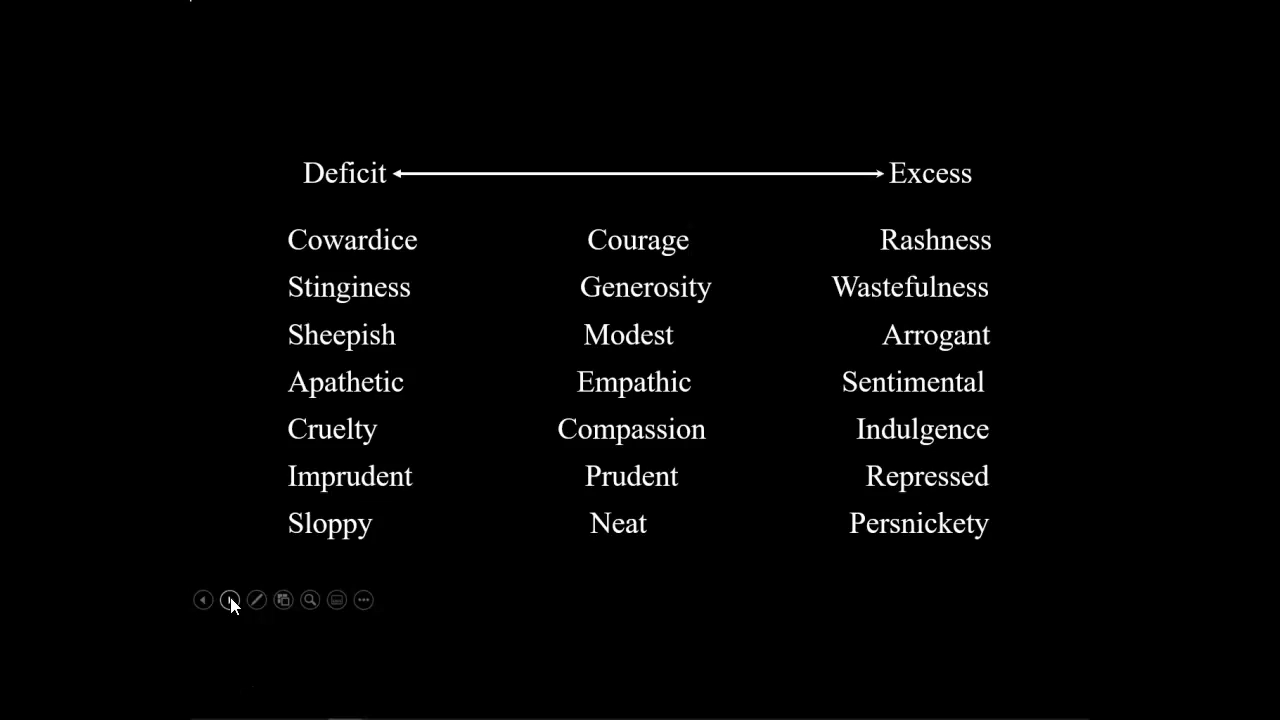 Deficit Excess
Cowardice Courage Rashness
Stinginess Generosity Wastefulness
Sheepish Modest Arrogant
Apathetic Empathic Sentimental
Cruelty Compassion Indulgence
Imprudent Prudent Repressed
Sloppy Neat Persnickety